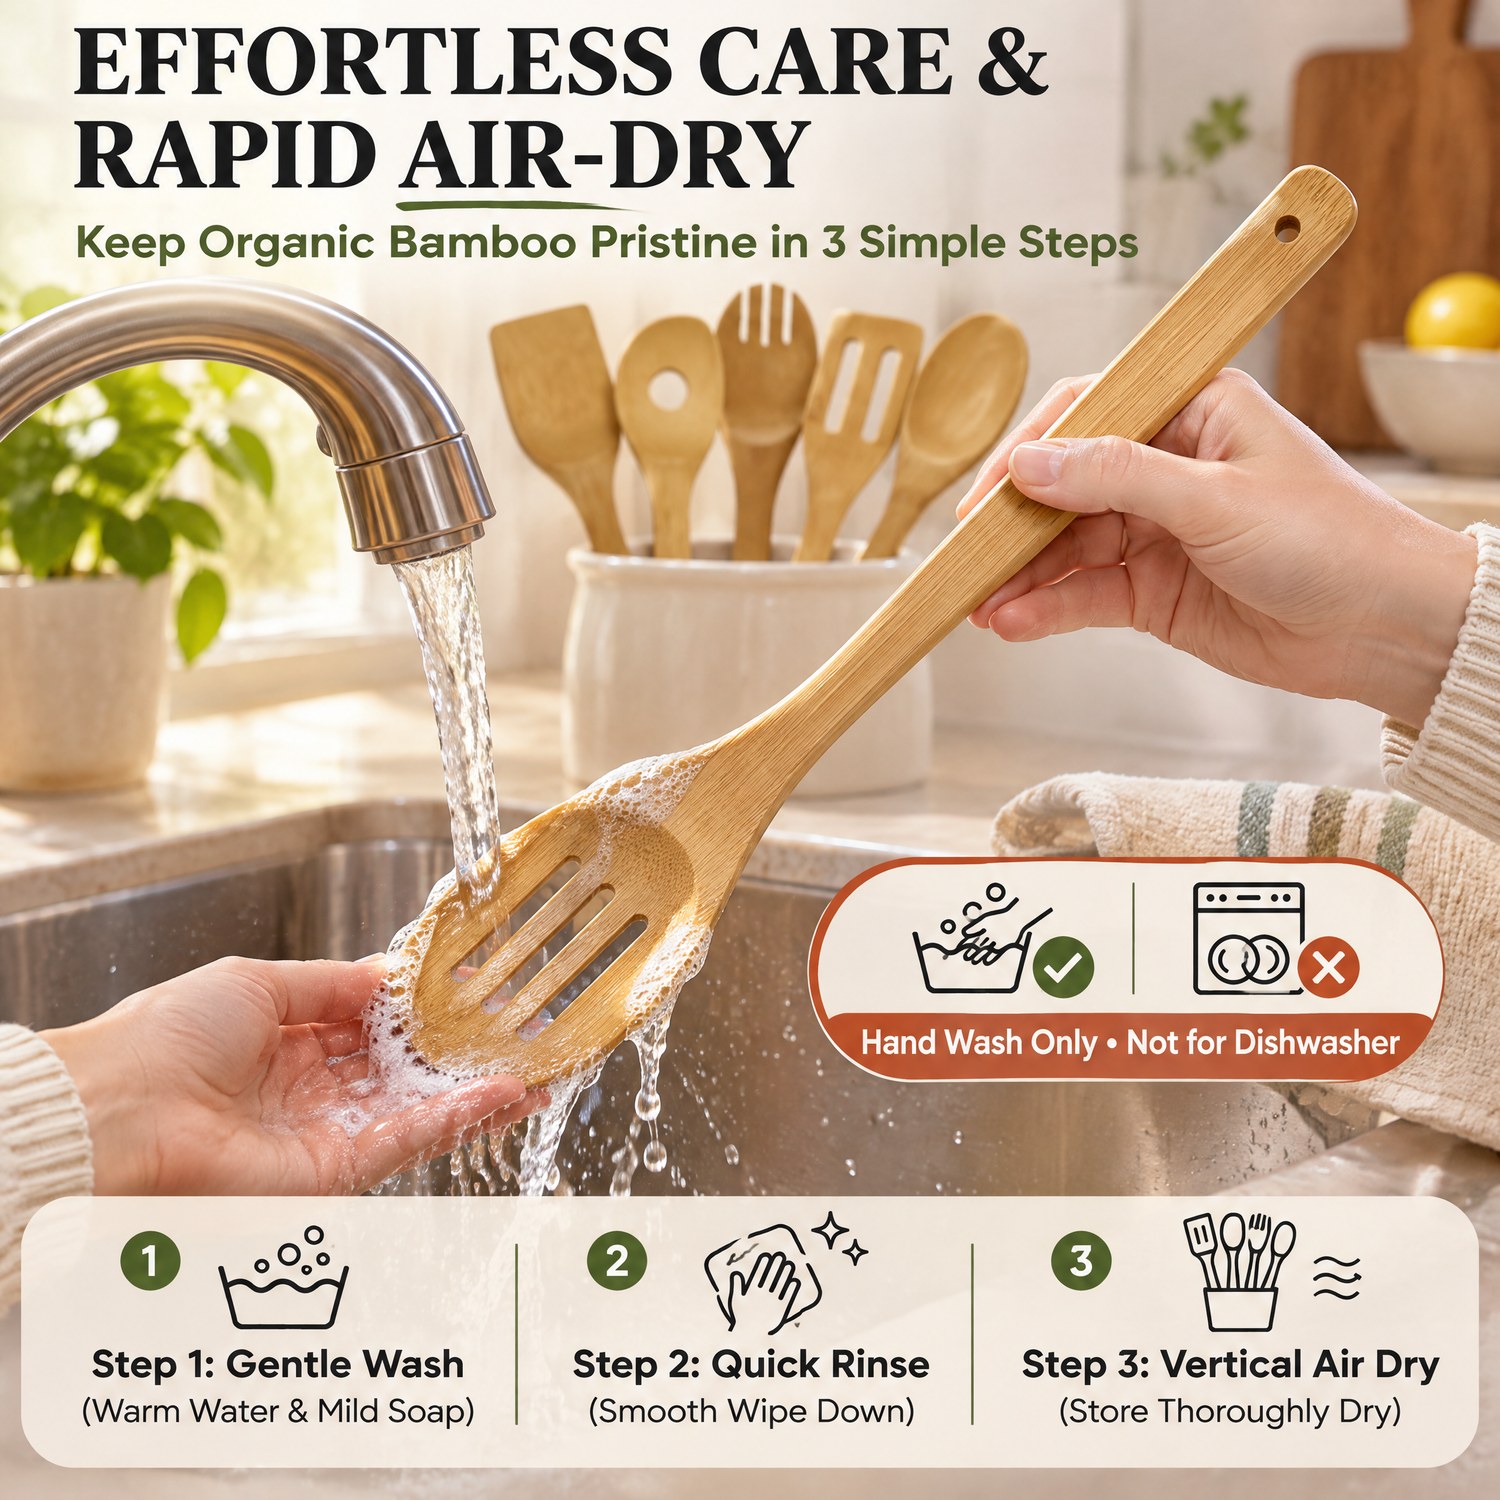 EFFORTLESS CARE &
RAPID AIR-DRY
Keep Organic Bamboo Pristine in 3 Simple Steps
Hand Wash Only • Not for Dishwasher
1
Step 1: Gentle Wash
(Warm Water & Mild Soap)
2
Step 2: Quick Rinse
(Smooth Wipe Down)
3
Step 3: Vertical Air Dry
(Store Thoroughly Dry)